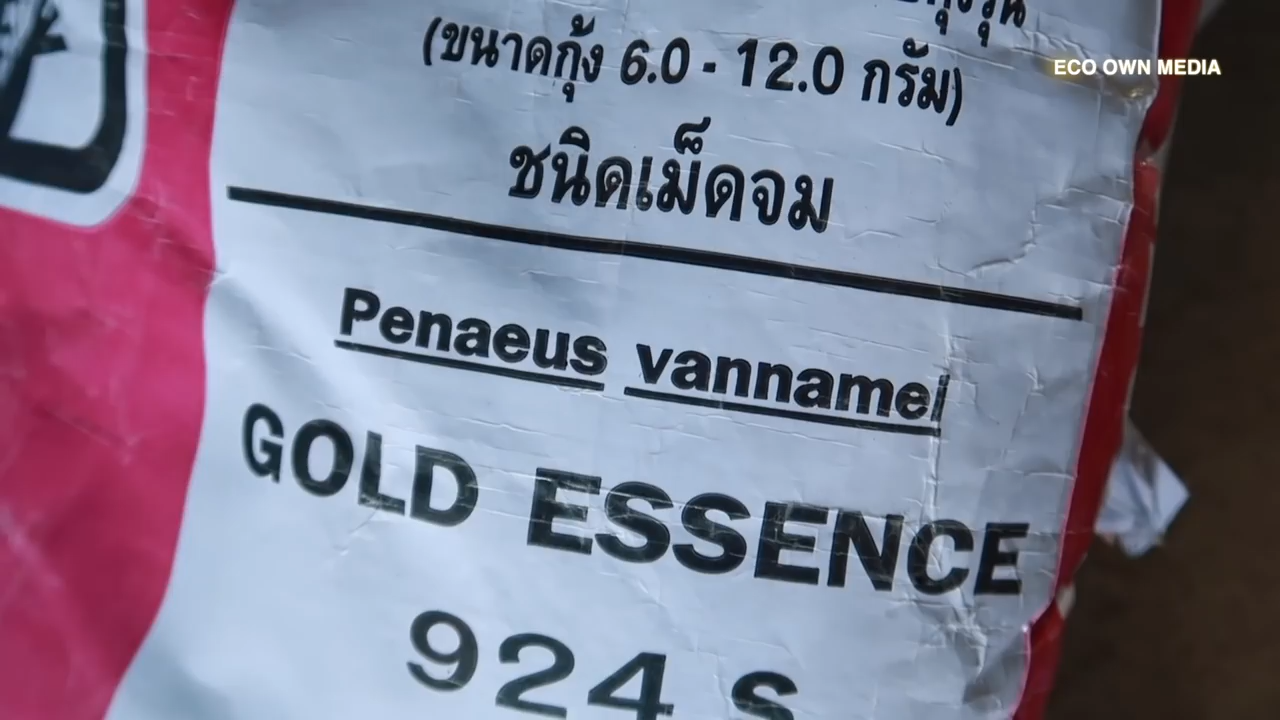 (ขนาดกุ้ง 6.0 - 12.0 กรัม)
ECO OWN MEDIA
ชนิดเม็ดจม
Penaeus vannamei
GOLD ESSENCE
924 S